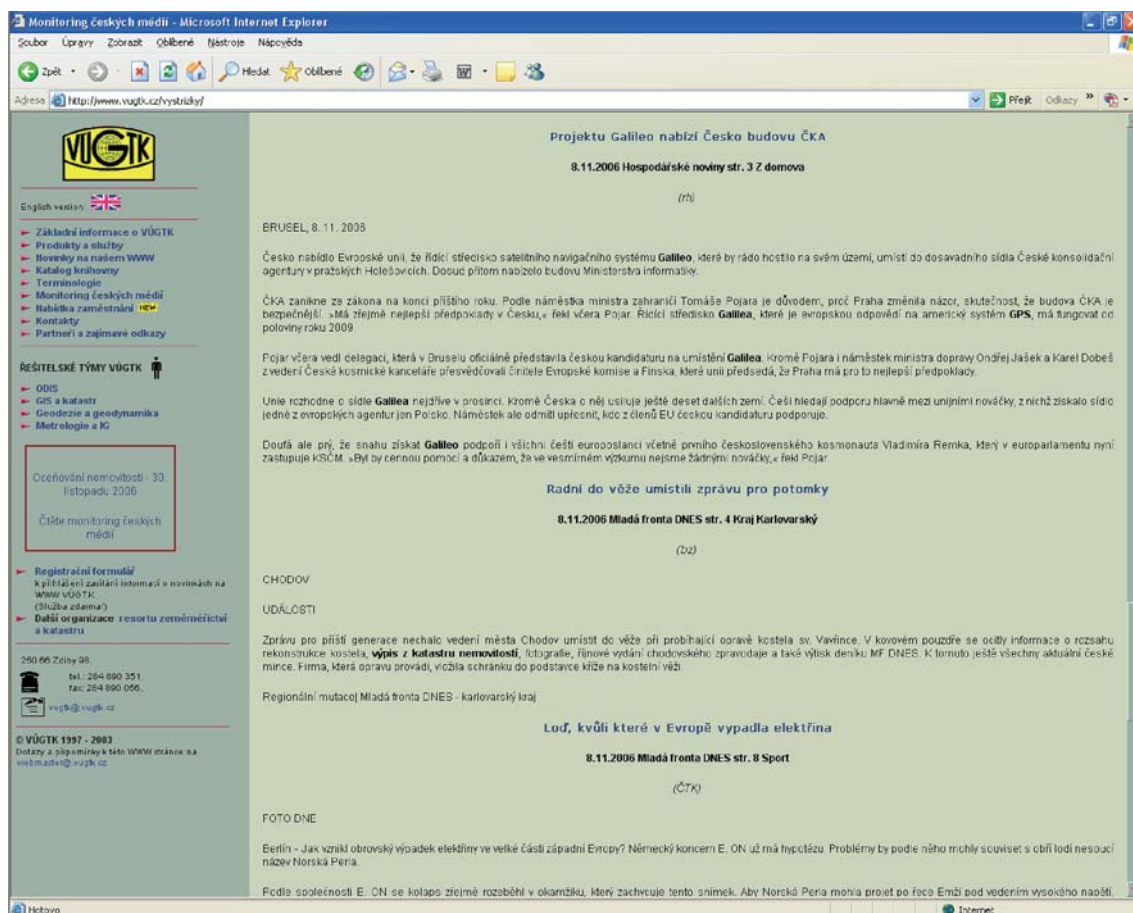 Monitoring českých médií - Microsoft Internet Explorer
Soubor Úpravy Zobrazit Oblíbené Nástroje Nápověda
Zpět Hledat Oblíbené
Adresa http://www.vugtk.cz/vystrizky/ Přejít Odkazy »
VÚGTK
English version
Základní informace o VÚGTK
Produkty a služby
Novinky na našem WWW
Katalog knihovny
Terminologie
Monitoring českých médií
Nabídka zaměstnání NEW
Kontakty
Partneři a zajímavé odkazy
ŘEŠITELSKÉ TÝMY VÚGTK
ODIS
GIS a katastr
Geodezie a geodynamika
Metrologie a IG
Oceňování nemovitostí - 30.
listopadu 2006
Čtěte monitoring českých
médií
Registrační formulář
k přihlášení zasílání informací o novinkách na
WWW VÚGTK
(Služba zdarma!)
Další organizace resortu zeměměřictví
a katastru
250 66 Zdiby 98,
tel.: 284 890 351,
fax: 284 890 056,
vugtk@vugtk.cz
© VÚGTK 1997 - 2003
Dotazy a připomínky k této WWW stránce na
webmaster@vugtk.cz
Projektu Galileo nabízí Česko budovu ČKA
8.11.2006 Hospodářské noviny str. 3 Z domova
(rh)
BRUSEL, 8. 11. 2006
Česko nabídlo Evropské unii, že řídící středisko satelitního navigačního systému Galileo, které by rádo hostilo na svém území, umístí do dosavadního sídla České konsolidační
agentury v pražských Holešovicích. Dosud přitom nabízelo budovu Ministerstva informatiky.
ČKA zanikne ze zákona na konci příštího roku. Podle náměstka ministra zahraničí Tomáše Pojara je důvodem, proč Praha změnila názor, skutečnost, že budova ČKA je
bezpečnější. »Má zřejmě nejlepší předpoklady v Česku,« řekl včera Pojar. Řídící středisko Galilea, které je evropskou odpovědí na americký systém GPS, má fungovat od
poloviny roku 2009.
Pojar včera vedl delegaci, která v Bruselu oficiálně představila českou kandidaturu na umístění Galilea. Kromě Pojara i náměstek ministra dopravy Ondřej Jašek a Karel Dobeš
z vedení České kosmické kanceláře přesvědčovali činitele Evropské komise a Finska, které unii předsedá, že Praha má pro to nejlepší předpoklady.
Unie rozhodne o sídle Galilea nejdříve v prosinci. Kromě Česka o něj usiluje ještě deset dalších zemí. Češi hledají podporu hlavně mezi unijními nováčky, z nichž získalo sídlo
jedné z evropských agentur jen Polsko. Náměstek ale odmítl upřesnit, kdo z členů EU českou kandidaturu podporuje.
Doufá ale prý, že snahu získat Galileo podpoří i všichni čeští europoslanci včetně prvního československého kosmonauta Vladimíra Remka, který v europarlamentu nyní
zastupuje KSČM. »Byl by cennou pomocí a důkazem, že ve vesmírném výzkumu nejsme žádnými nováčky,« řekl Pojar.
Radní do věže umístili zprávu pro potomky
8.11.2006 Mladá fronta DNES str. 4 Kraj Karlovarský
(bz)
CHODOV
UDÁLOSTI
Zprávu pro příští generace nechalo vedení města Chodov umístit do věže při probíhající opravě kostela sv. Vavřince. V kovovém pouzdře se ocitly informace o rozsahu
rekonstrukce kostela, výpis z katastru nemovitostí, fotografie, říjnové vydání chodovského zpravodaje a také výtisk deníku MF DNES. K tomuto ještě všechny aktuální české
mince. Firma, která opravu provádí, vložila schránku do podstavce kříže na kostelní věži.
Regionální mutace| Mladá fronta DNES - karlovarský kraj
Loď, kvůli které v Evropě vypadla elektřina
8.11.2006 Mladá fronta DNES str. 8 Sport
(ČTK)
FOTO DNE
Berlín - Jak vznikl obrovský výpadek elektřiny ve velké části západní Evropy? Německý koncern E. ON už má hypotézu. Problémy by podle něho mohly souviset s obří lodí nesoucí
název Norská Perla.
Podle společnosti E. ON se kolaps zřejmě rozeběhl v okamžiku, který zachycuje tento snímek. Aby Norská Perla mohla projet po řece Emži pod vedením vysokého napětí,
Hotovo Internet